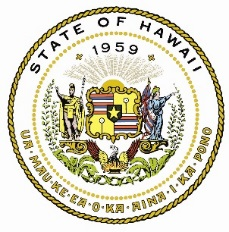 STATE OF HAWAII
1959
UA·MAU·KE·EA·O·KA·AINA·I·KA·PONO